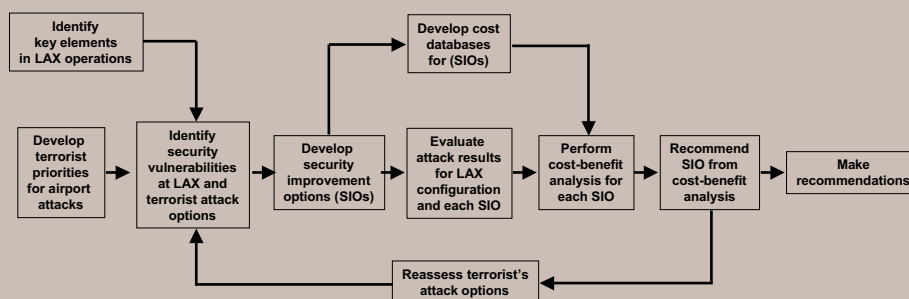 Identify
key elements
in LAX operations
Develop cost
databases
for (SIOs)
Develop
terrorist
priorities
for airport
attacks
Identify
security
vulnerabilities
at LAX and
terrorist attack
options
Develop
security
improvement
options (SIOs)
Evaluate
attack results
for LAX
configuration
and each SIO
Perform
cost-benefit
analysis for
each SIO
Recommend
SIO from
cost-benefit
analysis
Make
recommendations
Reassess terrorist’s
attack options